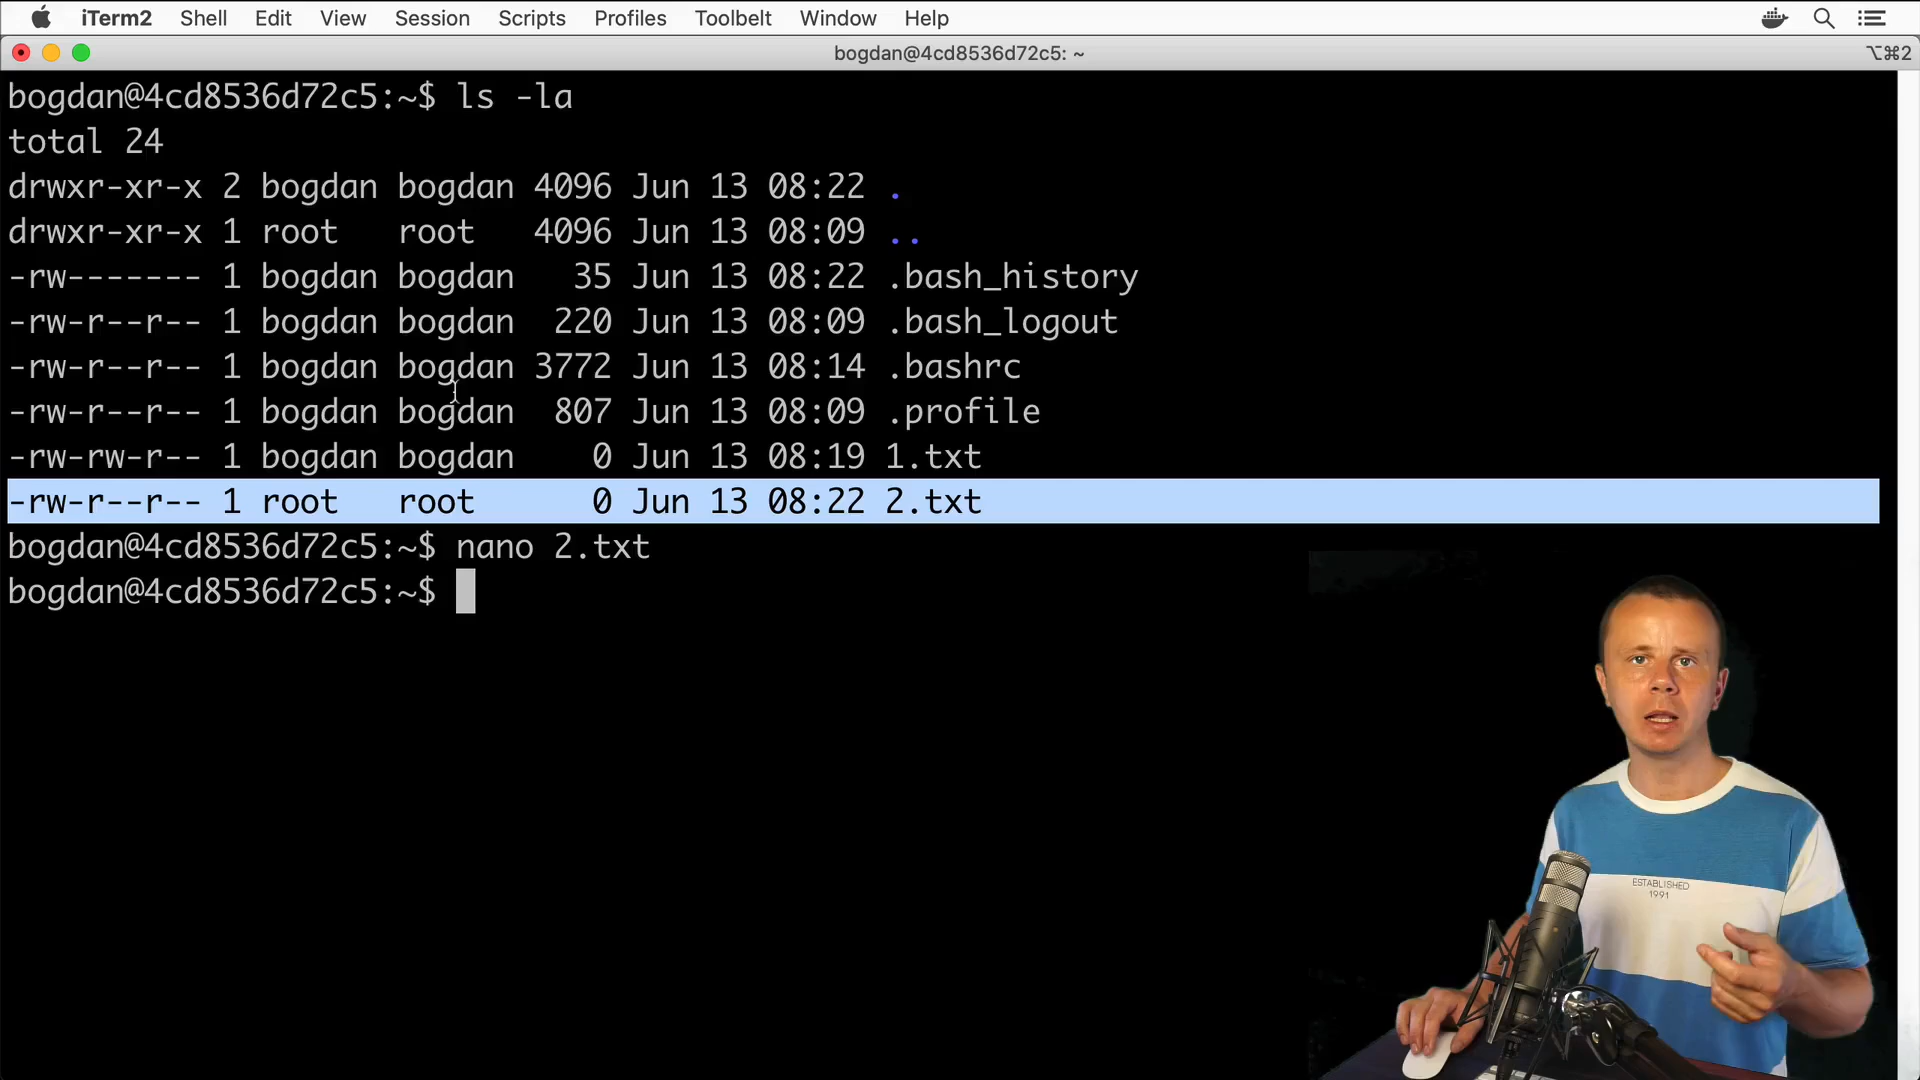 iTerm2 Shell Edit View Session Scripts Profiles Toolbelt Window Help
bogdan@4cd8536d72c5: ~ ⌥⌘2
bogdan@4cd8536d72c5:~$ ls -la
total 24
drwxr-xr-x 2 bogdan bogdan 4096 Jun 13 08:22 .
drwxr-xr-x 1 root   root   4096 Jun 13 08:09 ..
-rw------- 1 bogdan bogdan   35 Jun 13 08:22 .bash_history
-rw-r--r-- 1 bogdan bogdan  220 Jun 13 08:09 .bash_logout
-rw-r--r-- 1 bogdan bogdan 3772 Jun 13 08:14 .bashrc
-rw-r--r-- 1 bogdan bogdan  807 Jun 13 08:09 .profile
-rw-rw-r-- 1 bogdan bogdan    0 Jun 13 08:19 1.txt
-rw-r--r-- 1 root   root      0 Jun 13 08:22 2.txt
bogdan@4cd8536d72c5:~$ nano 2.txt
bogdan@4cd8536d72c5:~$
ESTABLISHED
1991